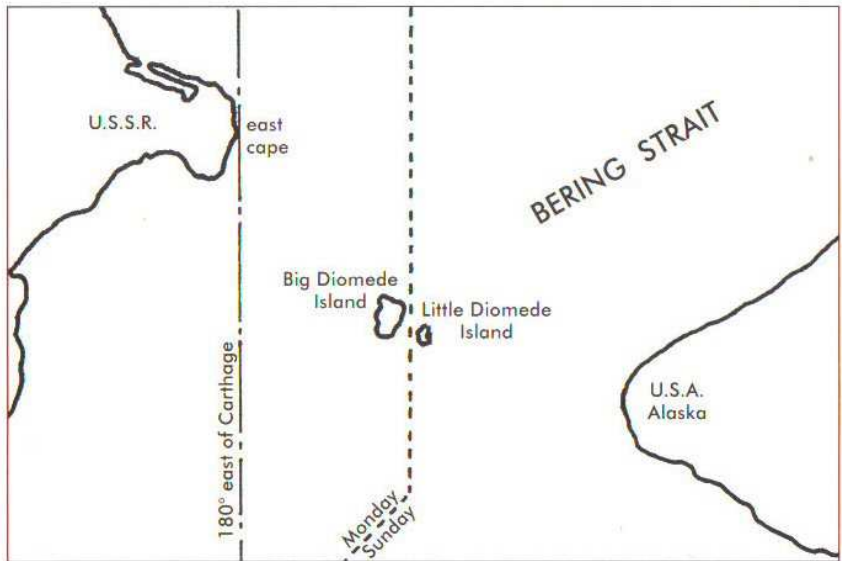 U.S.S.R.
east
cape
BERING STRAIT
Big Diomede
Island
Little Diomede
Island
180° east of Carthage
U.S.A.
Alaska
Monday
Sunday